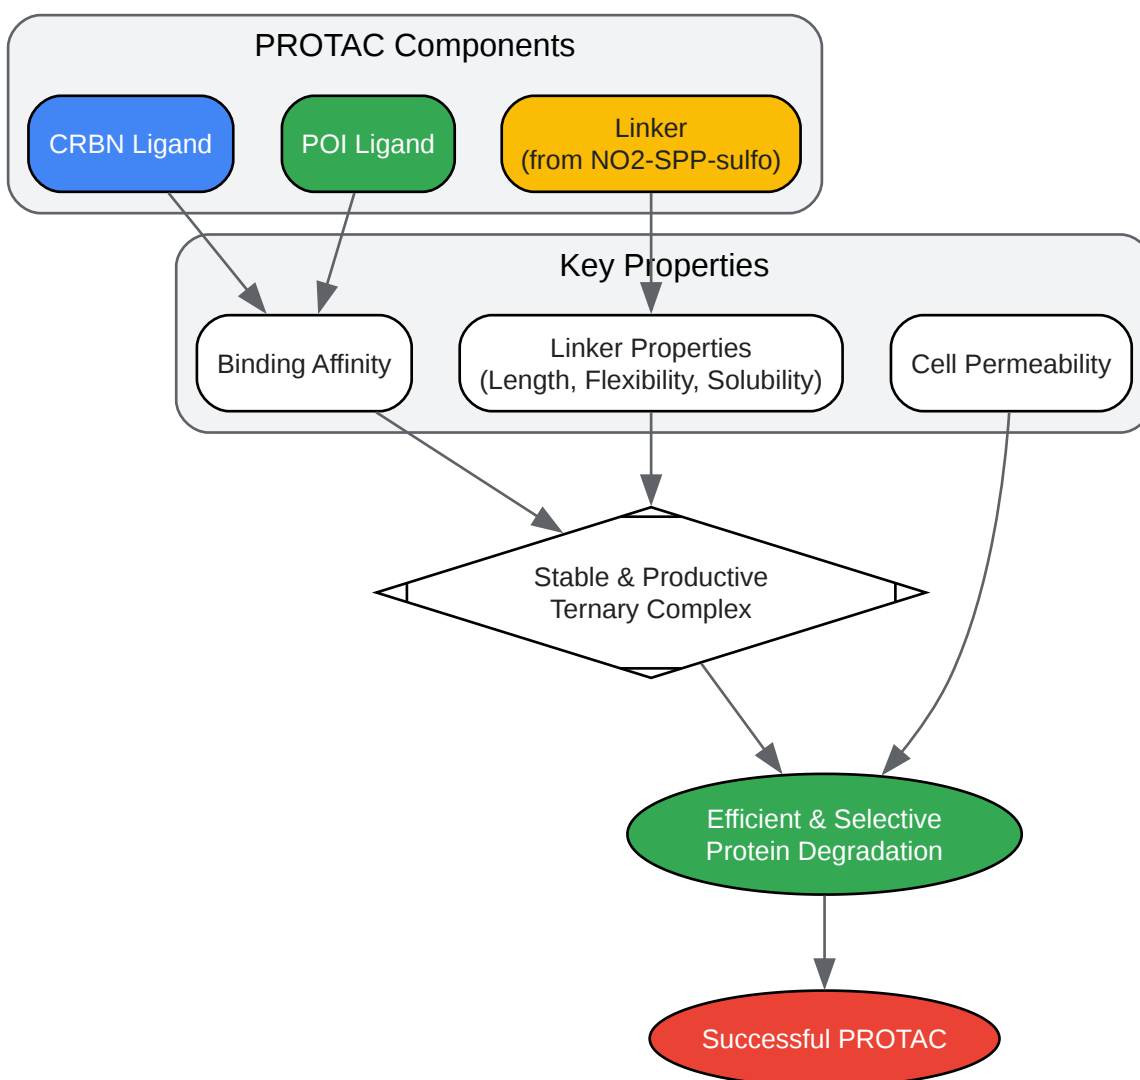 PROTAC Components
CRBN Ligand
POI Ligand
Linker
(from NO2-SPP-sulfo)
Key Properties
Binding Affinity
Linker Properties
(Length, Flexibility, Solubility)
Cell Permeability
Stable & Productive
Ternary Complex
Efficient & Selective
Protein Degradation
Successful PROTAC